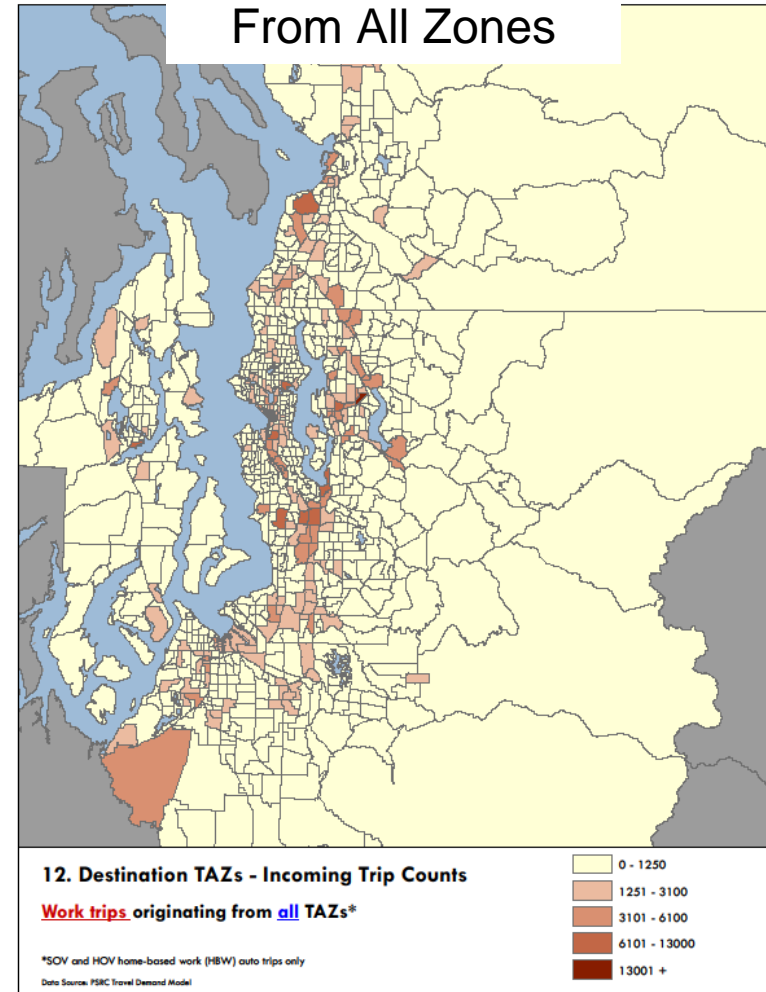 From All Zones
12. Destination TAZs - Incoming Trip Counts
Work trips originating from all TAZs*
*SOV and HOV home-based work (HBW) auto trips only
Data Source: PSRC Travel Demand Model
0 - 1250
1251 - 3100
3101 - 6100
6101 - 13000
13001 +